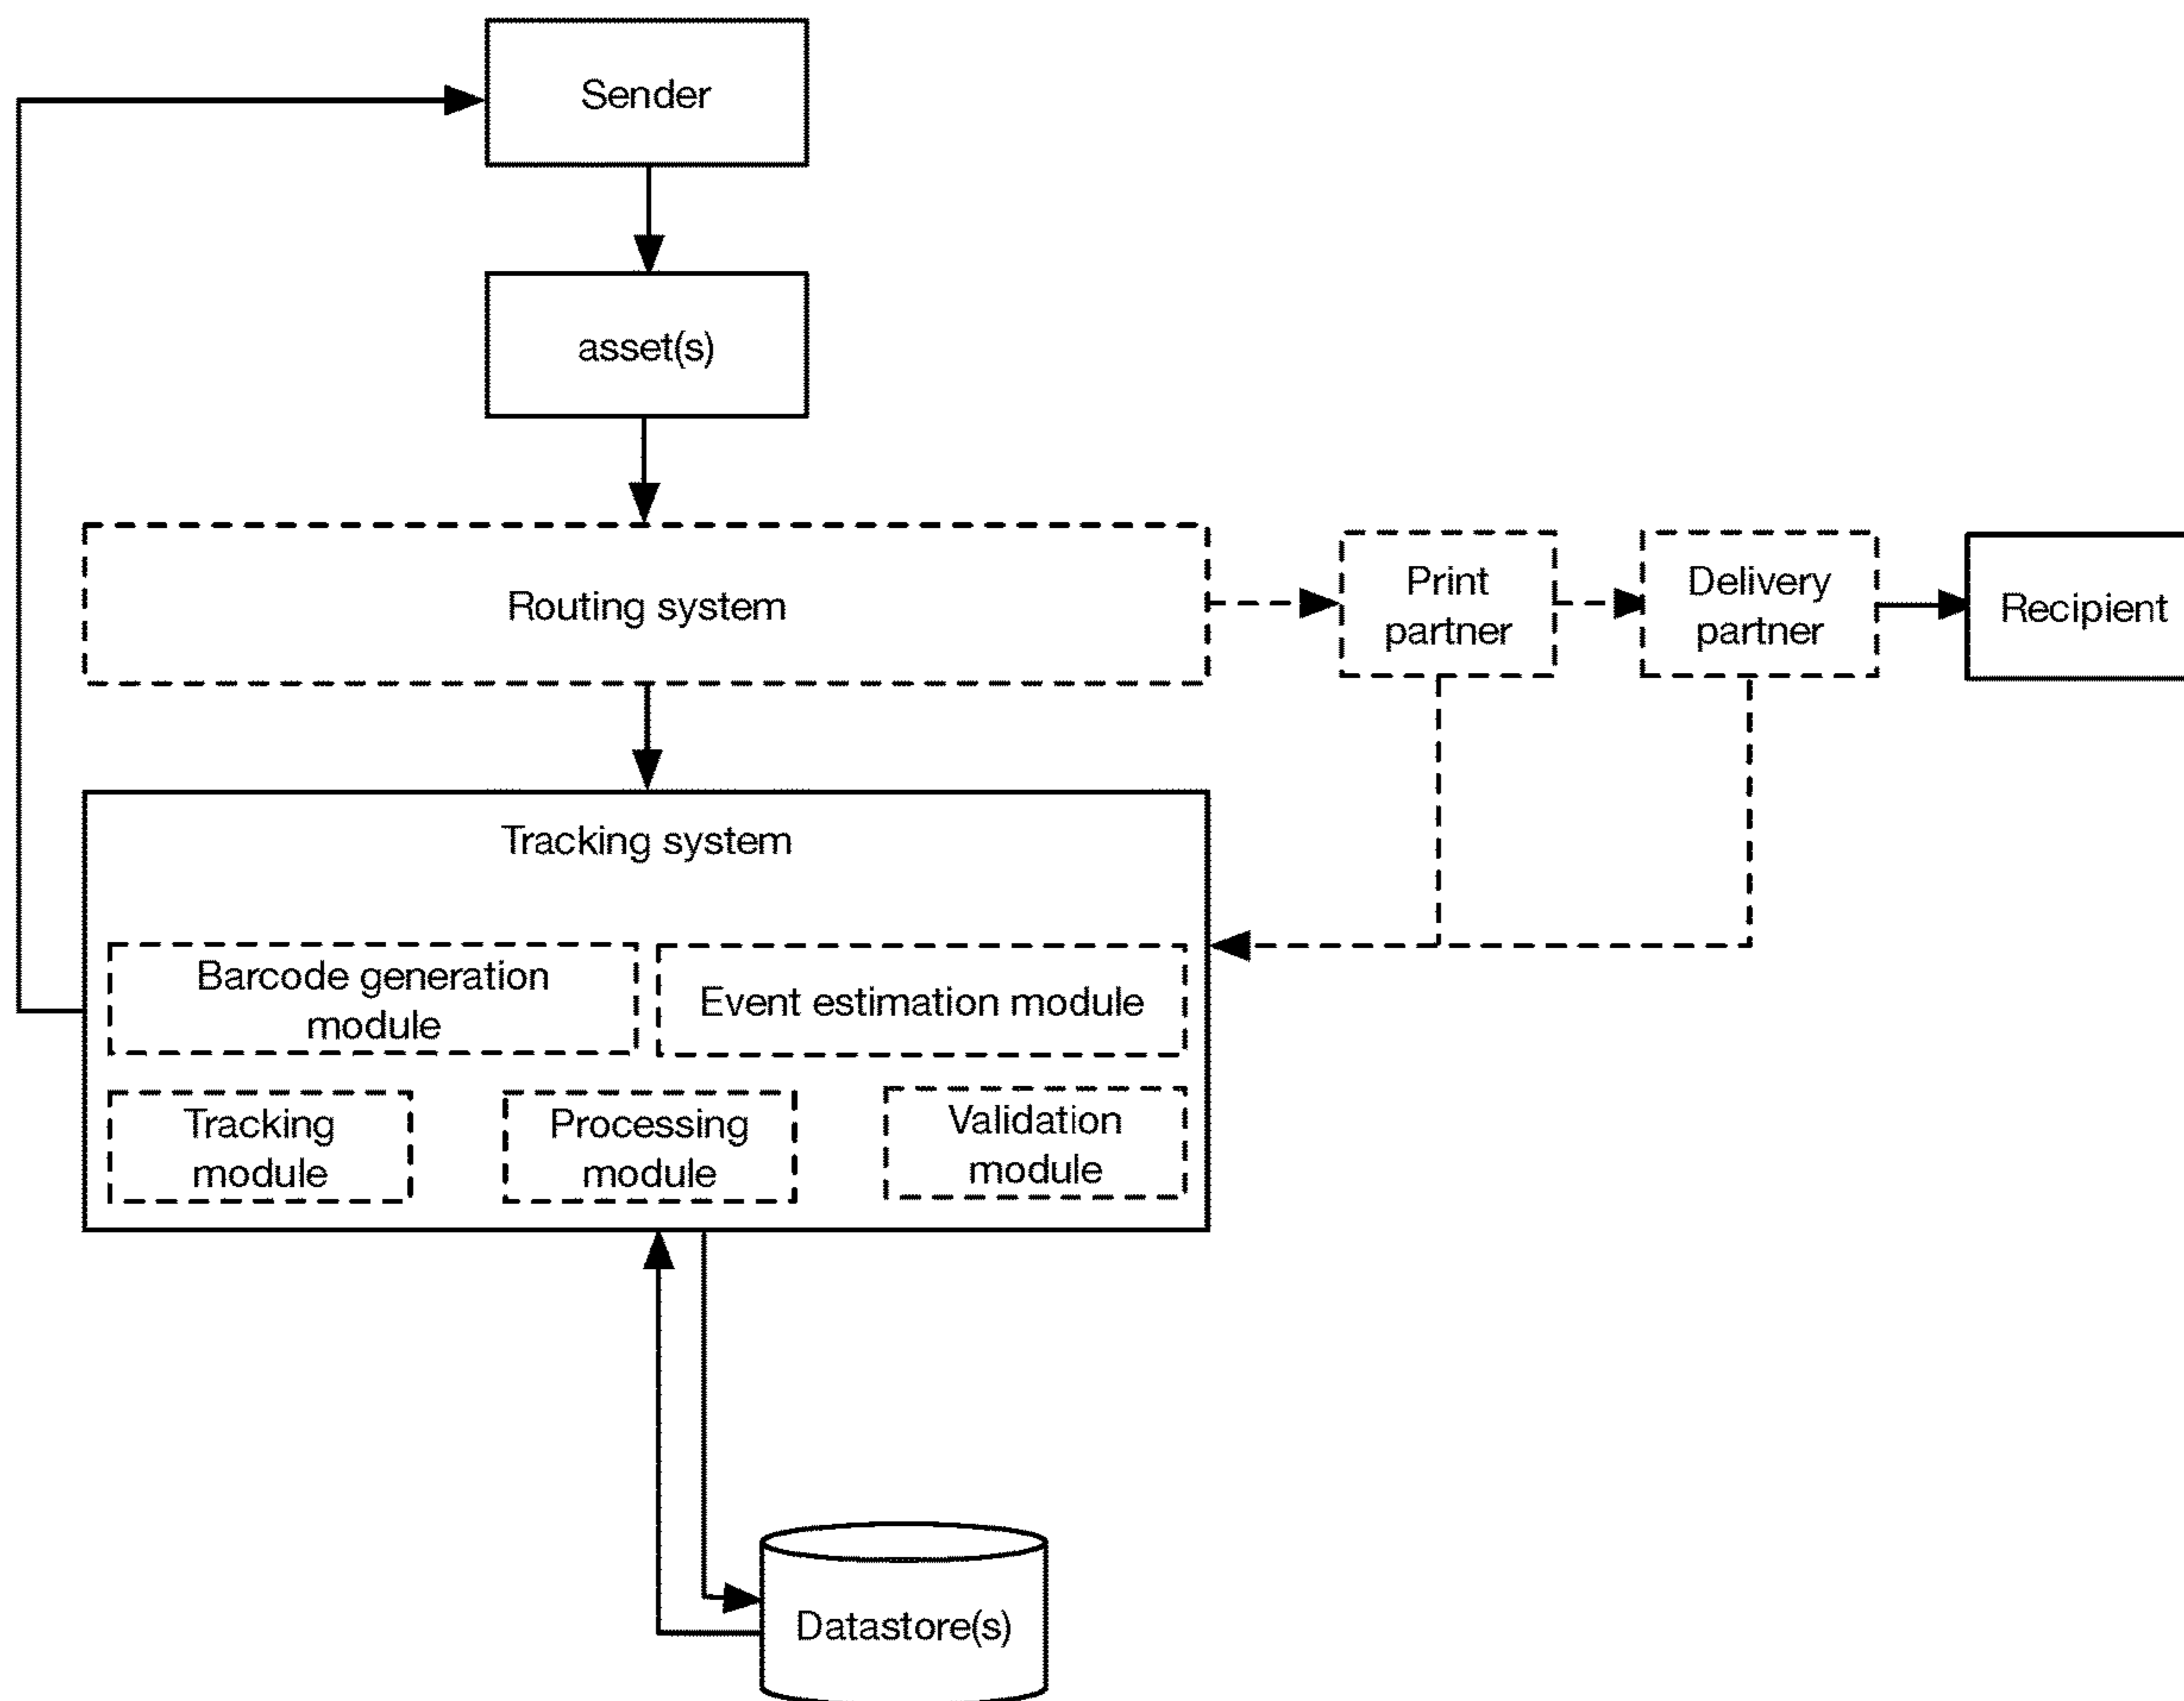 Sender
asset(s)
Routing system
Print
partner
Delivery
partner
Recipient
Tracking system
Barcode generation
module
Event estimation module
Tracking
module
Processing
module
Validation
module
Datastore(s)